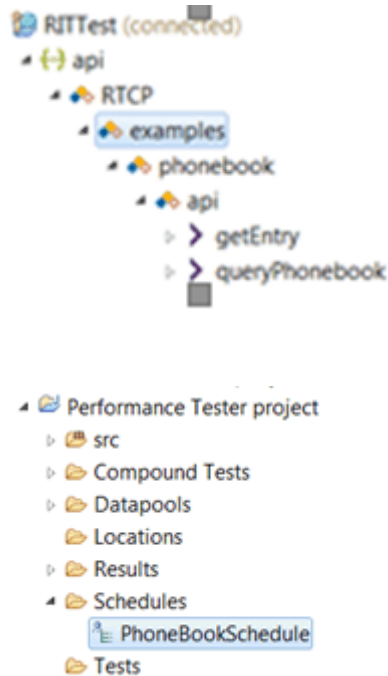 RITTest (connected)
api
RTCP
examples
phonebook
api
getEntry
queryPhonebook
Performance Tester project
src
Compound Tests
Datapools
Locations
Results
Schedules
PhoneBookSchedule
Tests